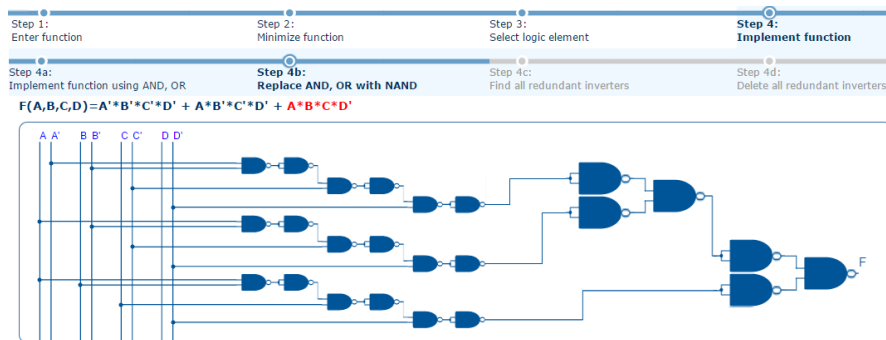 Step 1:
Enter function
Step 2:
Minimize function
Step 3:
Select logic element
Step 4:
Implement function
Step 4a:
Implement function using AND, OR
Step 4b:
Replace AND, OR with NAND
Step 4c:
Find all redundant inverters
Step 4d:
Delete all redundant inverters
F(A,B,C,D)=A'*B'*C'*D' + A*B'*C'*D' + A*B*C*D'
A A' B B' C C' D D'
F